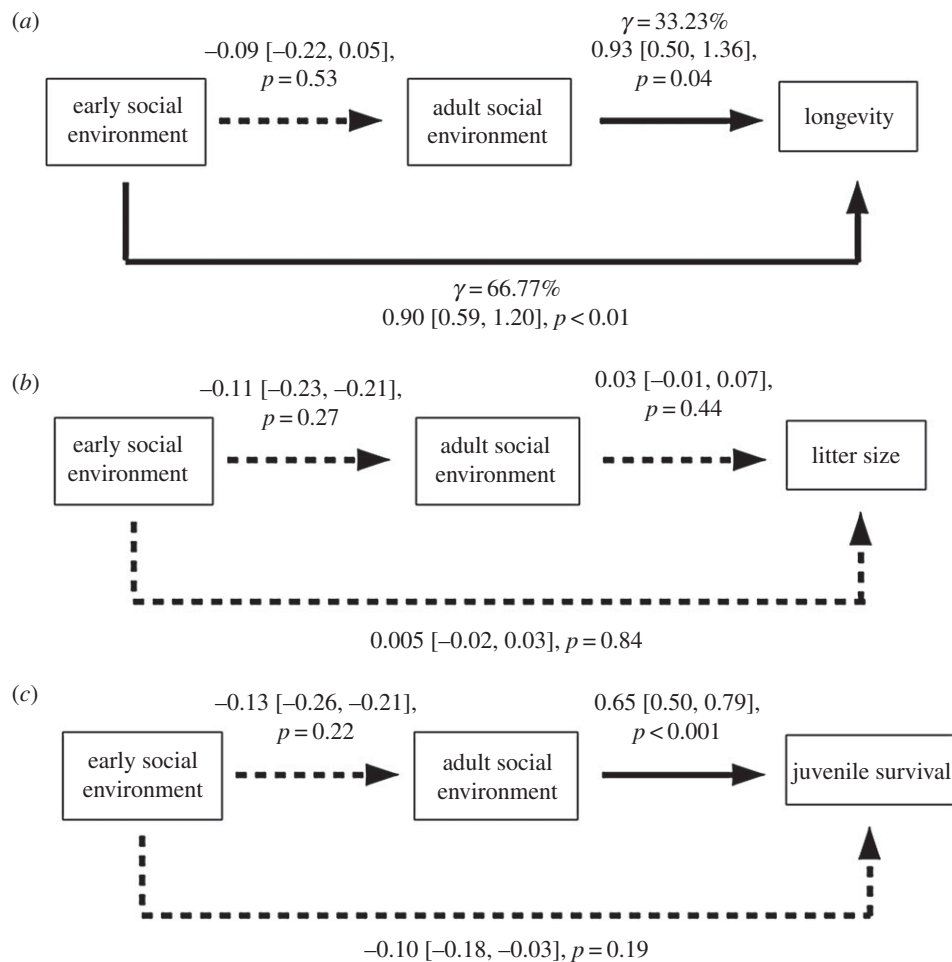 (a)
–0.09 [–0.22, 0.05],
p = 0.53
γ = 33.23%
0.93 [0.50, 1.36],
p = 0.04
early social
environment
adult social
environment
longevity
γ = 66.77%
0.90 [0.59, 1.20], p < 0.01
(b)
–0.11 [–0.23, –0.21],
p = 0.27
0.03 [–0.01, 0.07],
p = 0.44
early social
environment
adult social
environment
litter size
0.005 [–0.02, 0.03], p = 0.84
(c)
–0.13 [–0.26, –0.21],
p = 0.22
0.65 [0.50, 0.79],
p < 0.001
early social
environment
adult social
environment
juvenile survival
–0.10 [–0.18, –0.03], p = 0.19